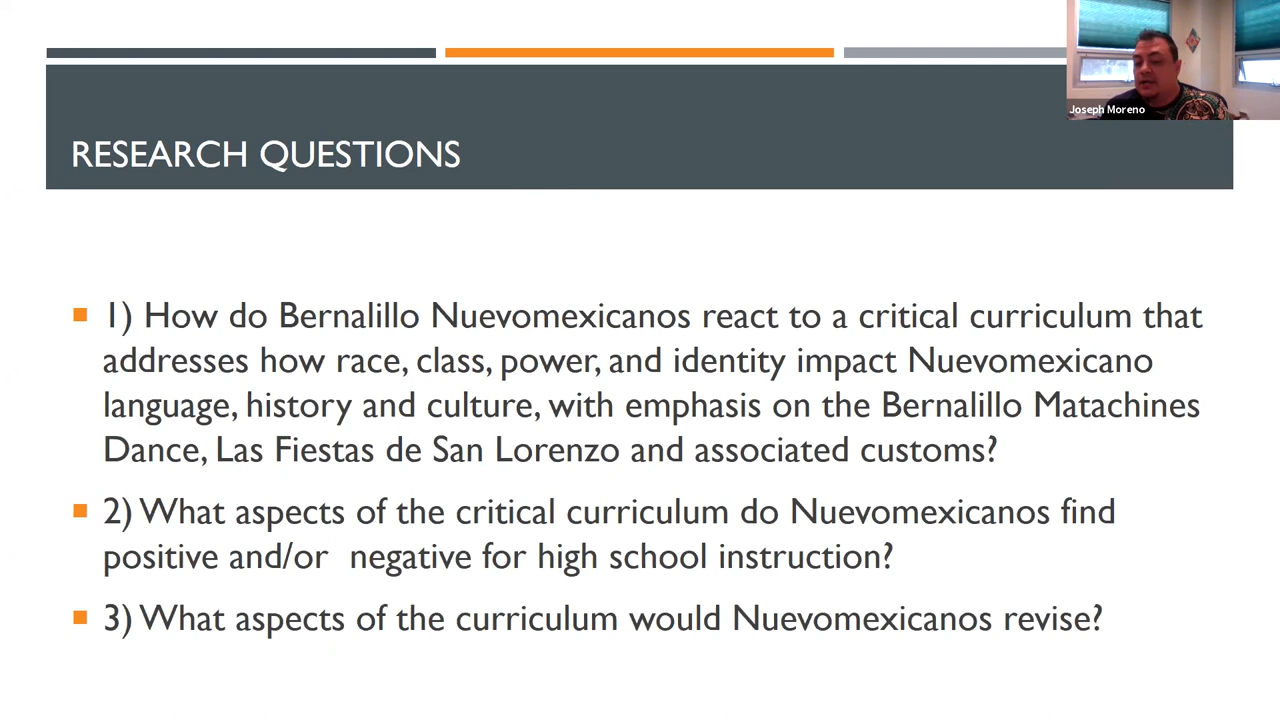 Joseph Moreno
RESEARCH QUESTIONS
1) How do Bernalillo Nuevomexicanos react to a critical curriculum that
addresses how race, class, power, and identity impact Nuevomexicano
language, history and culture, with emphasis on the Bernalillo Matachines
Dance, Las Fiestas de San Lorenzo and associated customs?
2) What aspects of the critical curriculum do Nuevomexicanos find
positive and/or  negative for high school instruction?
3) What aspects of the curriculum would Nuevomexicanos revise?